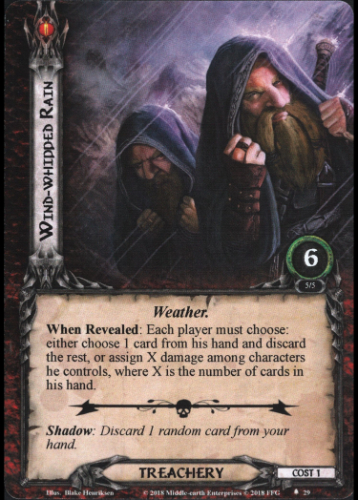 WIND-WHIPPED RAIN
6
5/5
Weather.
When Revealed: Each player must choose:
either choose 1 card from his hand and discard
the rest, or assign X damage among characters
he controls, where X is the number of cards in
his hand.
Shadow: Discard 1 random card from your
hand.
TREACHERY
COST 1
Illus. Blake Henriksen
© 2018 Middle-earth Enterprises © 2018 FFG
29